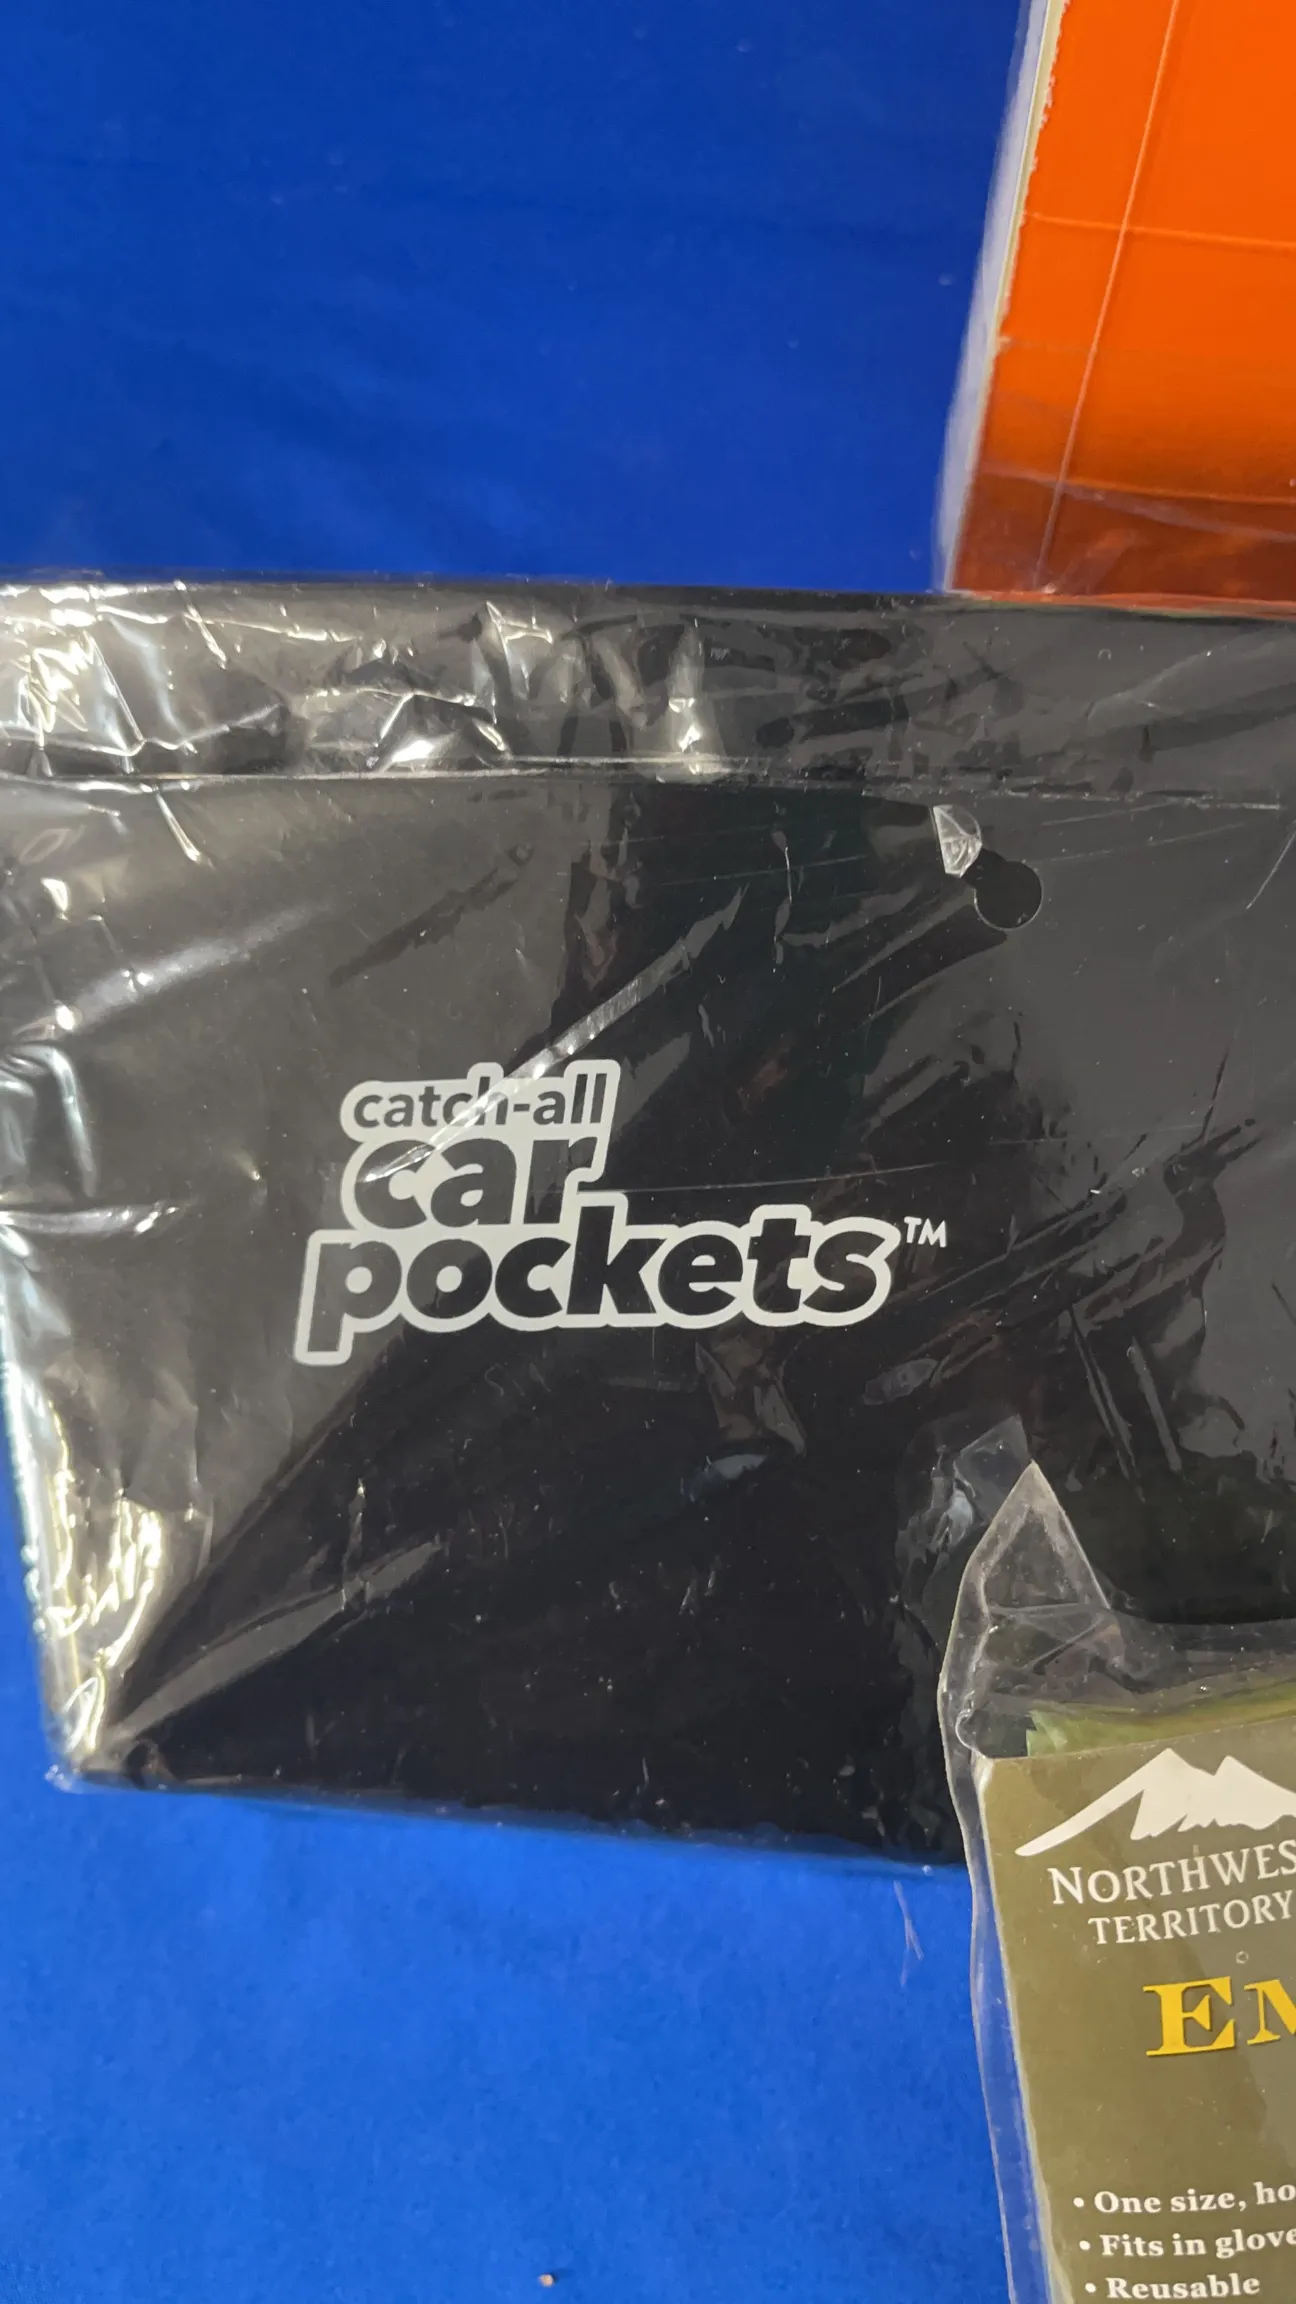 catch-all
car
pockets™
NORTHWES
TERRITORY
EM
• One size, ho
• Fits in glove
• Reusable